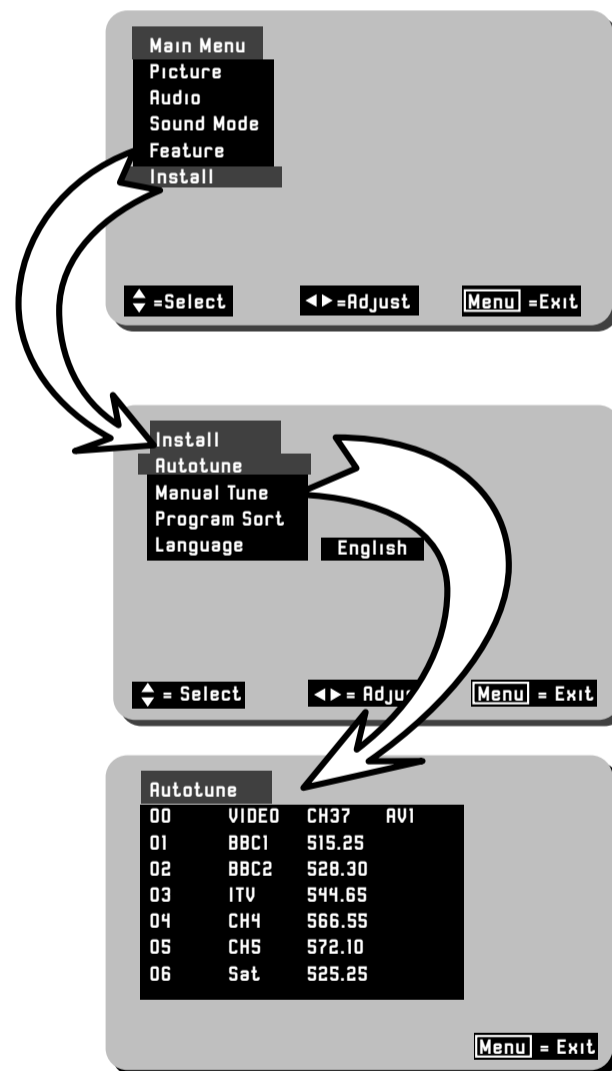 Main Menu
Picture
Audio
Sound Mode
Feature
Install
=Select =Adjust Menu =Exit
Install
Autotune
Manual Tune
Program Sort
Language English
= Select = Adju Menu = Exit
Autotune
00 VIDEO CH37 AV1
01 BBC1 515.25
02 BBC2 528.30
03 ITV 544.65
04 CH4 566.55
05 CH5 572.10
06 Sat 525.25
Menu = Exit